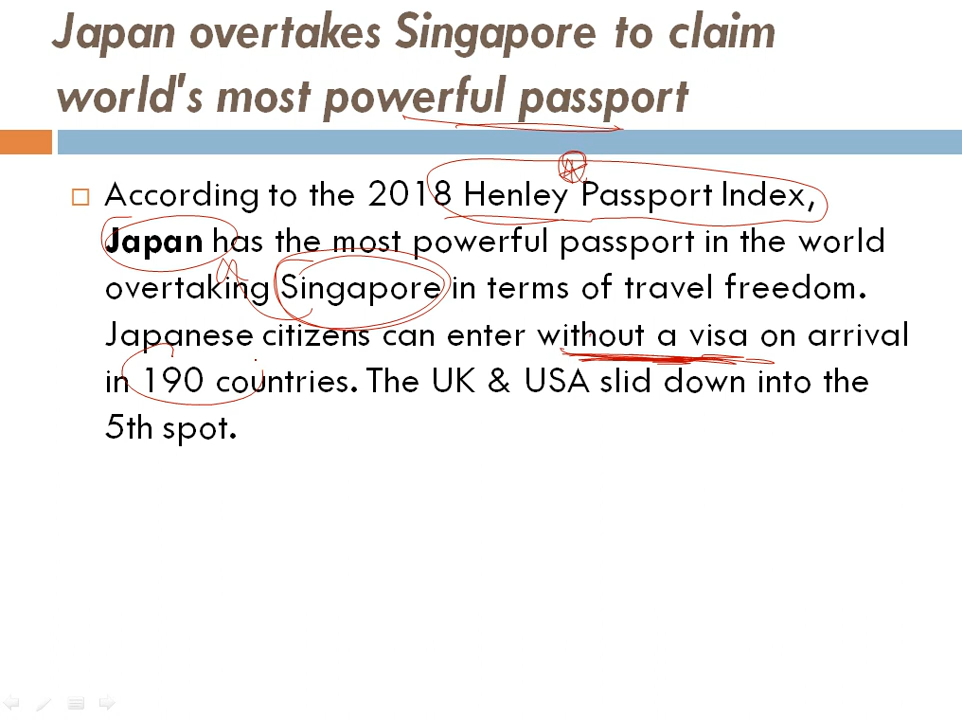 Japan overtakes Singapore to claim
world's most powerful passport
According to the 2018 Henley Passport Index,
Japan has the most powerful passport in the world
overtaking Singapore in terms of travel freedom.
Japanese citizens can enter without a visa on arrival
in 190 countries. The UK & USA slid down into the
5th spot.